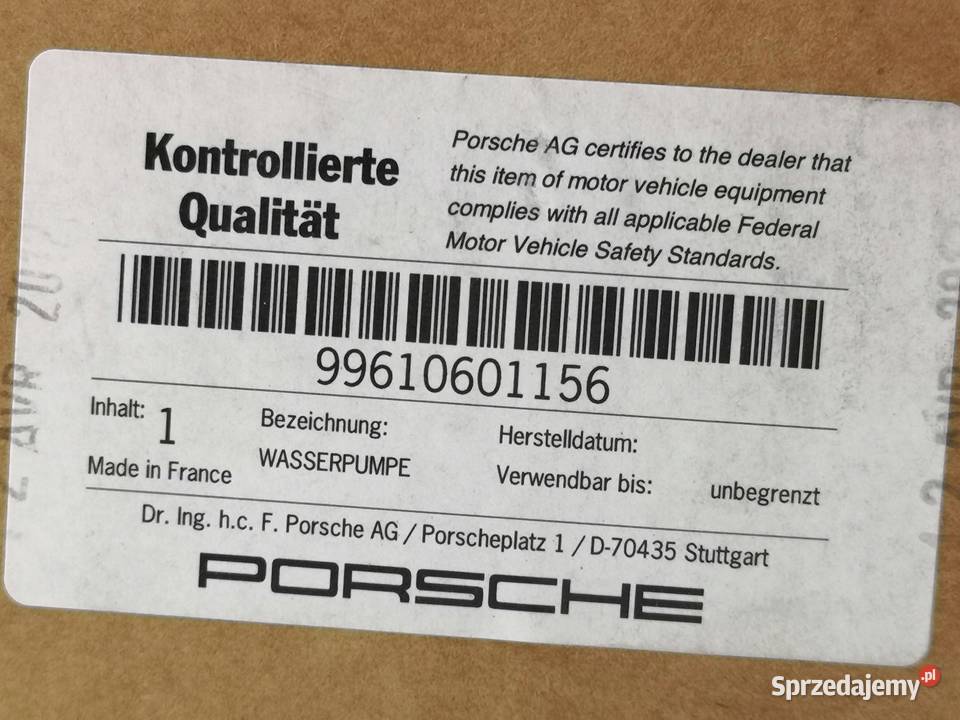 Kontrollierte
Qualität
Porsche AG certifies to the dealer that
this item of motor vehicle equipment
complies with all applicable Federal
Motor Vehicle Safety Standards.
99610601156
Inhalt: 1
Bezeichnung:
WASSERPUMPE
Herstelldatum:
Made in France
Verwendbar bis: unbegrenzt
Dr. Ing. h.c. F. Porsche AG / Porscheplatz 1 / D-70435 Stuttgart
PORSCHE
Sprzedajemy.pl